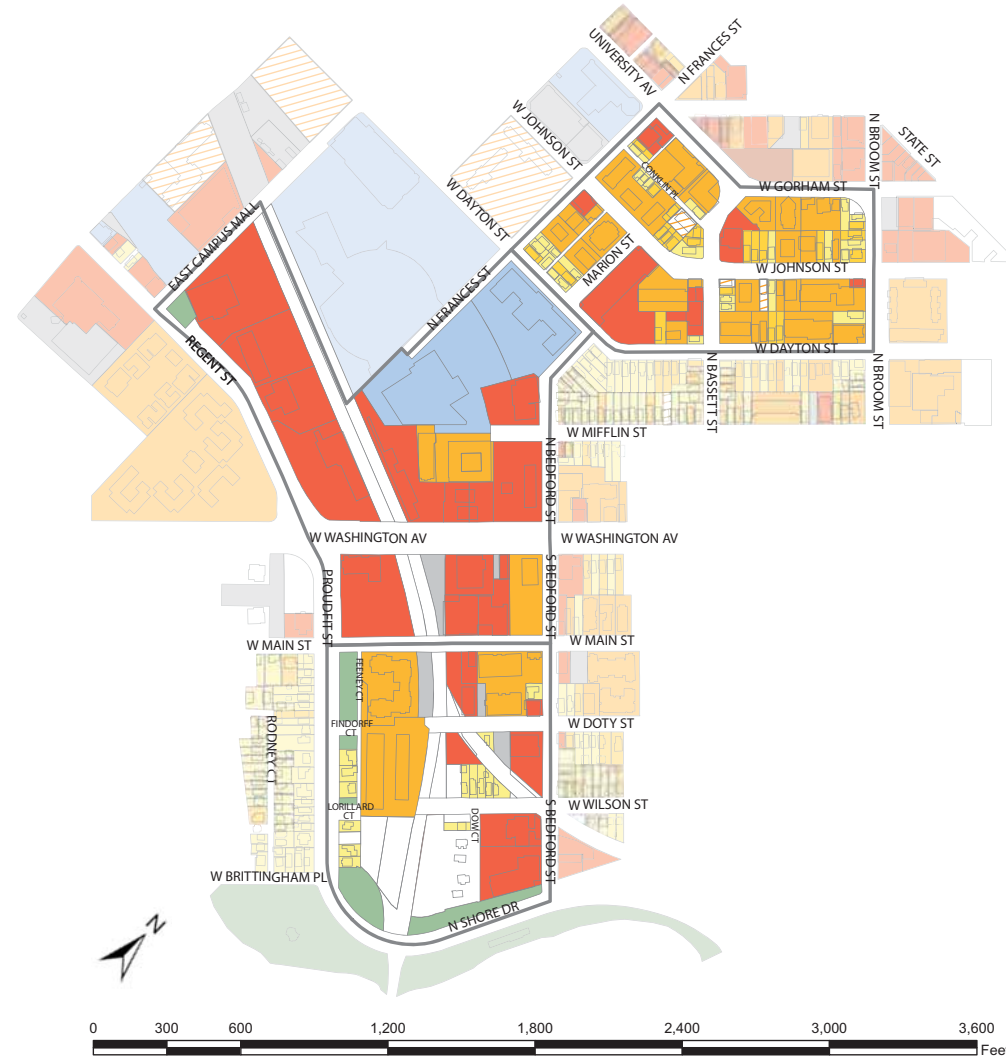 UNIVERSITY AV
N FRANCES ST
W JOHNSON ST
N BROOM ST
STATE ST
CONKLIN PL
W GORHAM ST
W DAYTON ST
EAST CAMPUS MALL
MARION ST
W JOHNSON ST
N FRANCES ST
W DAYTON ST
REGENT ST
N BASSETT ST
N BROOM ST
W MIFFLIN ST
N BEDFORD ST
W WASHINGTON AV
W WASHINGTON AV
PROUDFIT ST
S BEDFORD ST
W MAIN ST
W MAIN ST
FEENEY CT
RODNEY CT
FINDORFF
CT
W DOTY ST
LORILLARD
CT
DOW CT
S BEDFORD ST
W WILSON ST
W BRITTINGHAM PL
N SHORE DR
N
0 300 600 1,200 1,800 2,400 3,000 3,600
Fee